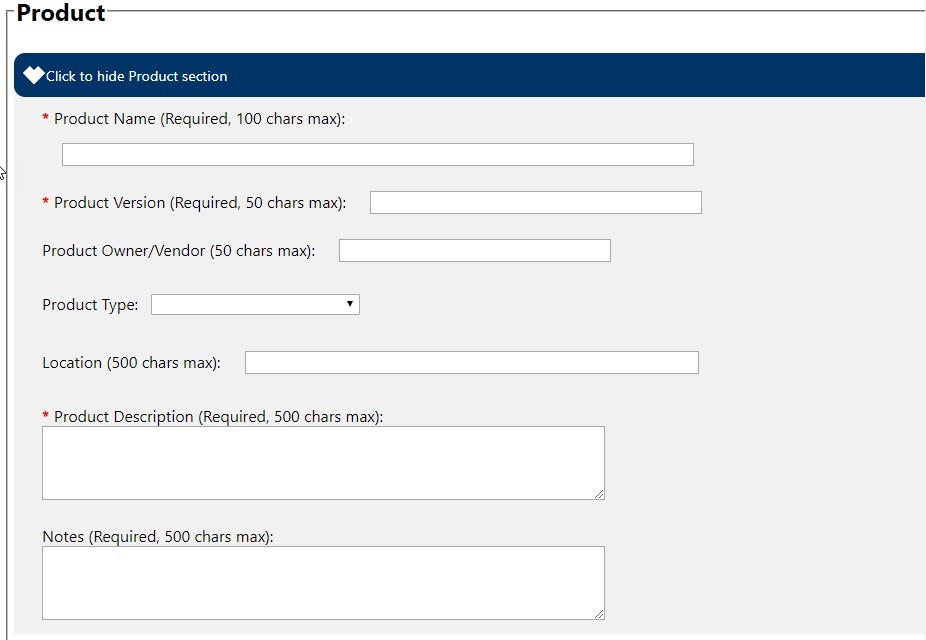 Product
Click to hide Product section
* Product Name (Required, 100 chars max):
* Product Version (Required, 50 chars max):
Product Owner/Vendor (50 chars max):
Product Type:
Location (500 chars max):
* Product Description (Required, 500 chars max):
Notes (Required, 500 chars max):